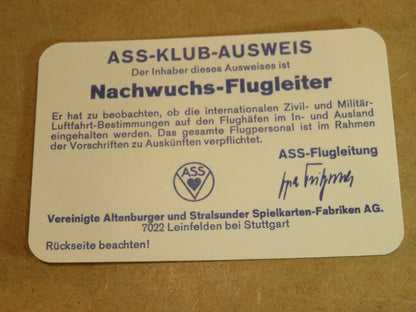 ASS-KLUB-AUSWEIS
Der Inhaber dieses Ausweises ist
Nachwuchs-Flugleiter
Er hat zu beobachten, ob die internationalen Zivil- und Militär-
Luftfahrt-Bestimmungen auf den Flughäfen im In- und Ausland
eingehalten werden. Das gesamte Flugpersonal ist im Rahmen
der Vorschriften zu Auskünften verpflichtet.
ASS-Flugleitung
ASS
Vereinigte Altenburger und Stralsunder Spielkarten-Fabriken AG.
7022 Leinfelden bei Stuttgart
Rückseite beachten!